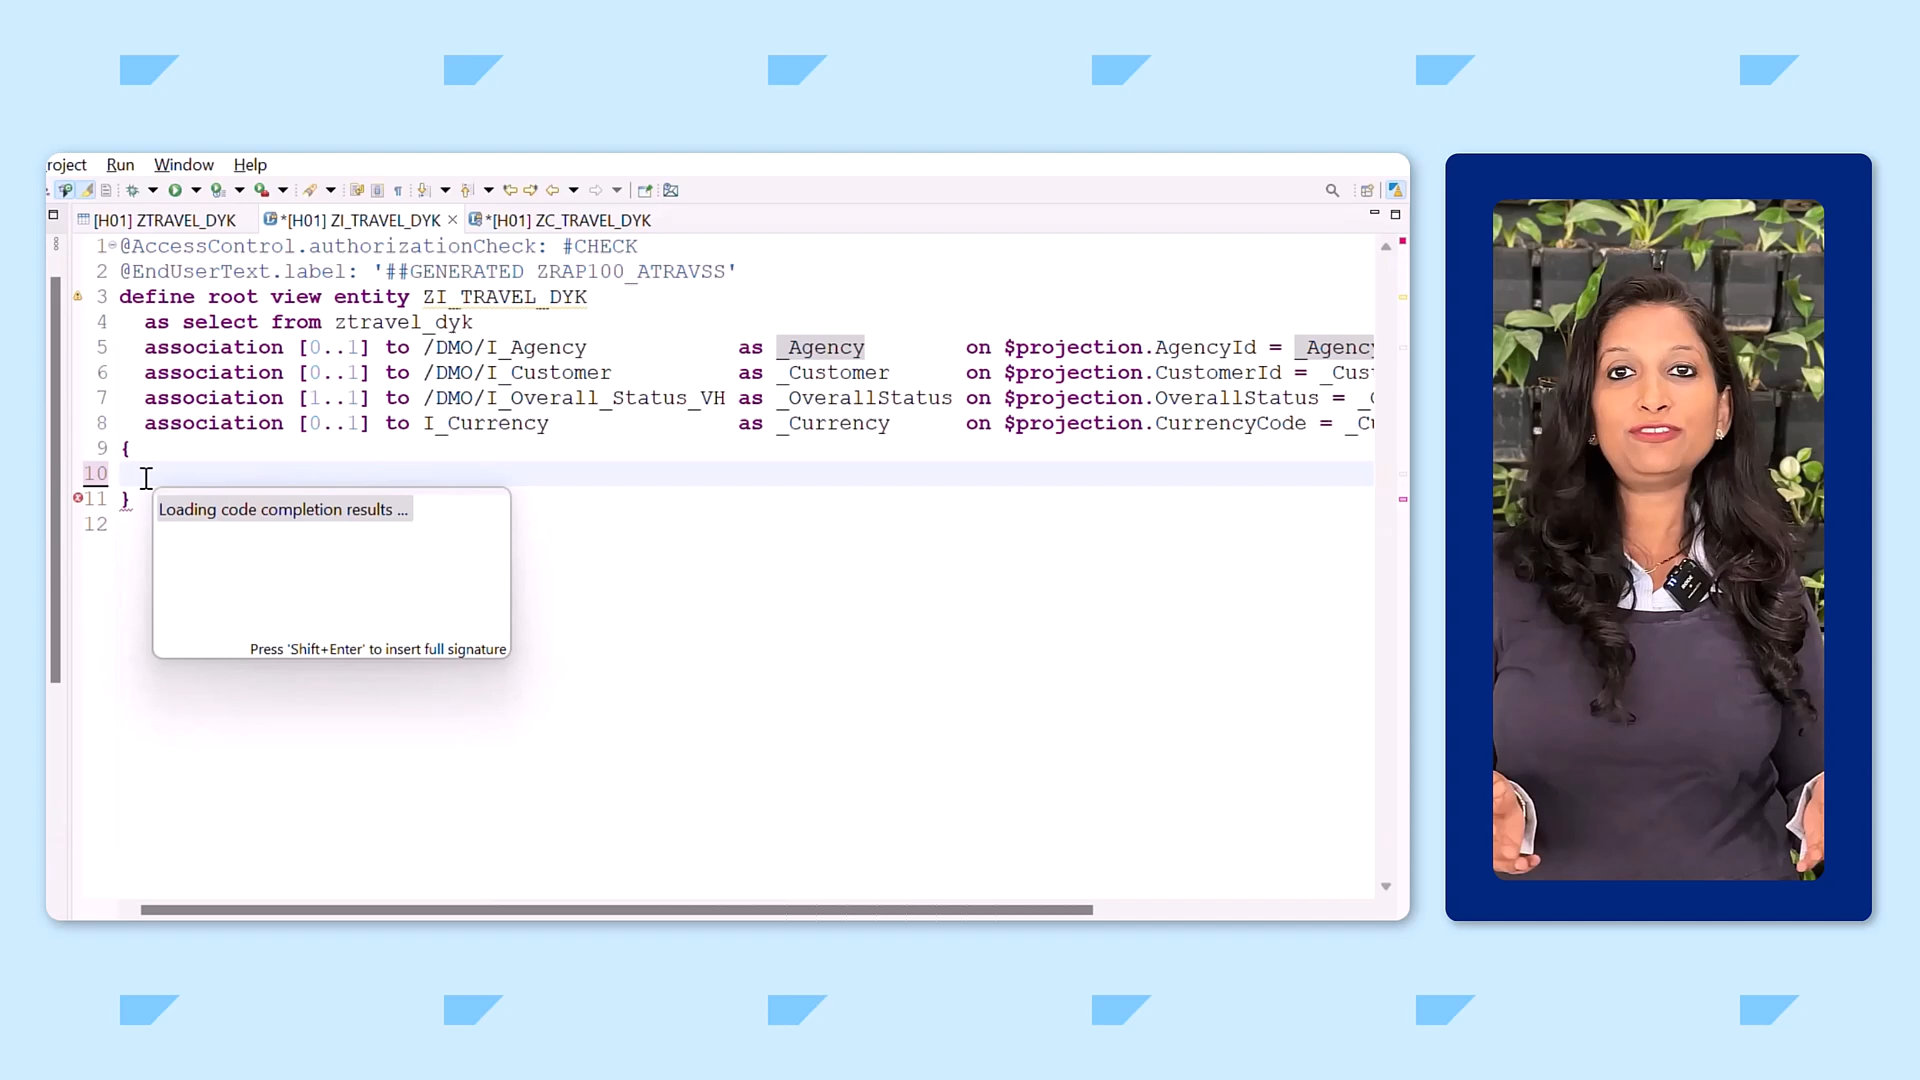 roject Run Window Help
[H01] ZTRAVEL_DYK *[H01] ZI_TRAVEL_DYK *[H01] ZC_TRAVEL_DYK
1 @AccessControl.authorizationCheck: #CHECK
2 @EndUserText.label: '##GENERATED ZRAP100_ATRAVSS'
3 define root view entity ZI_TRAVEL_DYK
4 as select from ztravel_dyk
5 association [0..1] to /DMO/I_Agency as _Agency on $projection.AgencyId = _Agency
6 association [0..1] to /DMO/I_Customer as _Customer on $projection.CustomerId = _Cus
7 association [1..1] to /DMO/I_Overall_Status_VH as _OverallStatus on $projection.OverallStatus = _
8 association [0..1] to I_Currency as _Currency on $projection.CurrencyCode = _Cu
9 {
10
11 }
Loading code completion results ...
12
Press 'Shift+Enter' to insert full signature